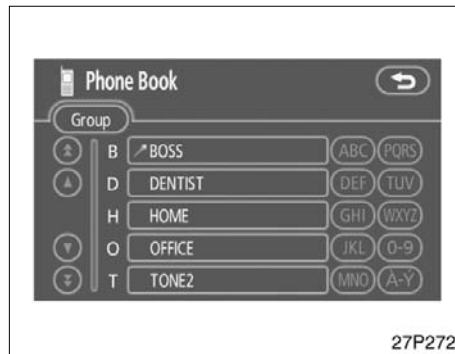 Phone Book
Group
B BOSS ABC PQRS
D DENTIST DEF TUV
H HOME GHI WXYZ
O OFFICE JKL 0-9
T TONE2 MNO À-Ý
27P272